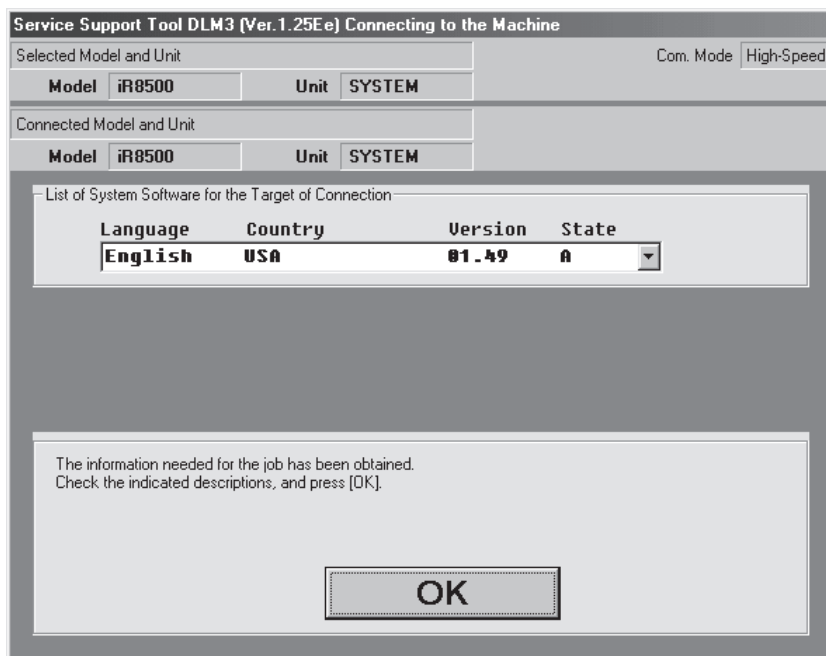 Service Support Tool DLM3 (Ver.1.25Ee) Connecting to the Machine
Selected Model and Unit Com. Mode High-Speed
Model iR8500 Unit SYSTEM
Connected Model and Unit
Model iR8500 Unit SYSTEM
List of System Software for the Target of Connection
Language Country Version State
English USA 01.49 A
The information needed for the job has been obtained.
Check the indicated descriptions, and press [OK].
OK